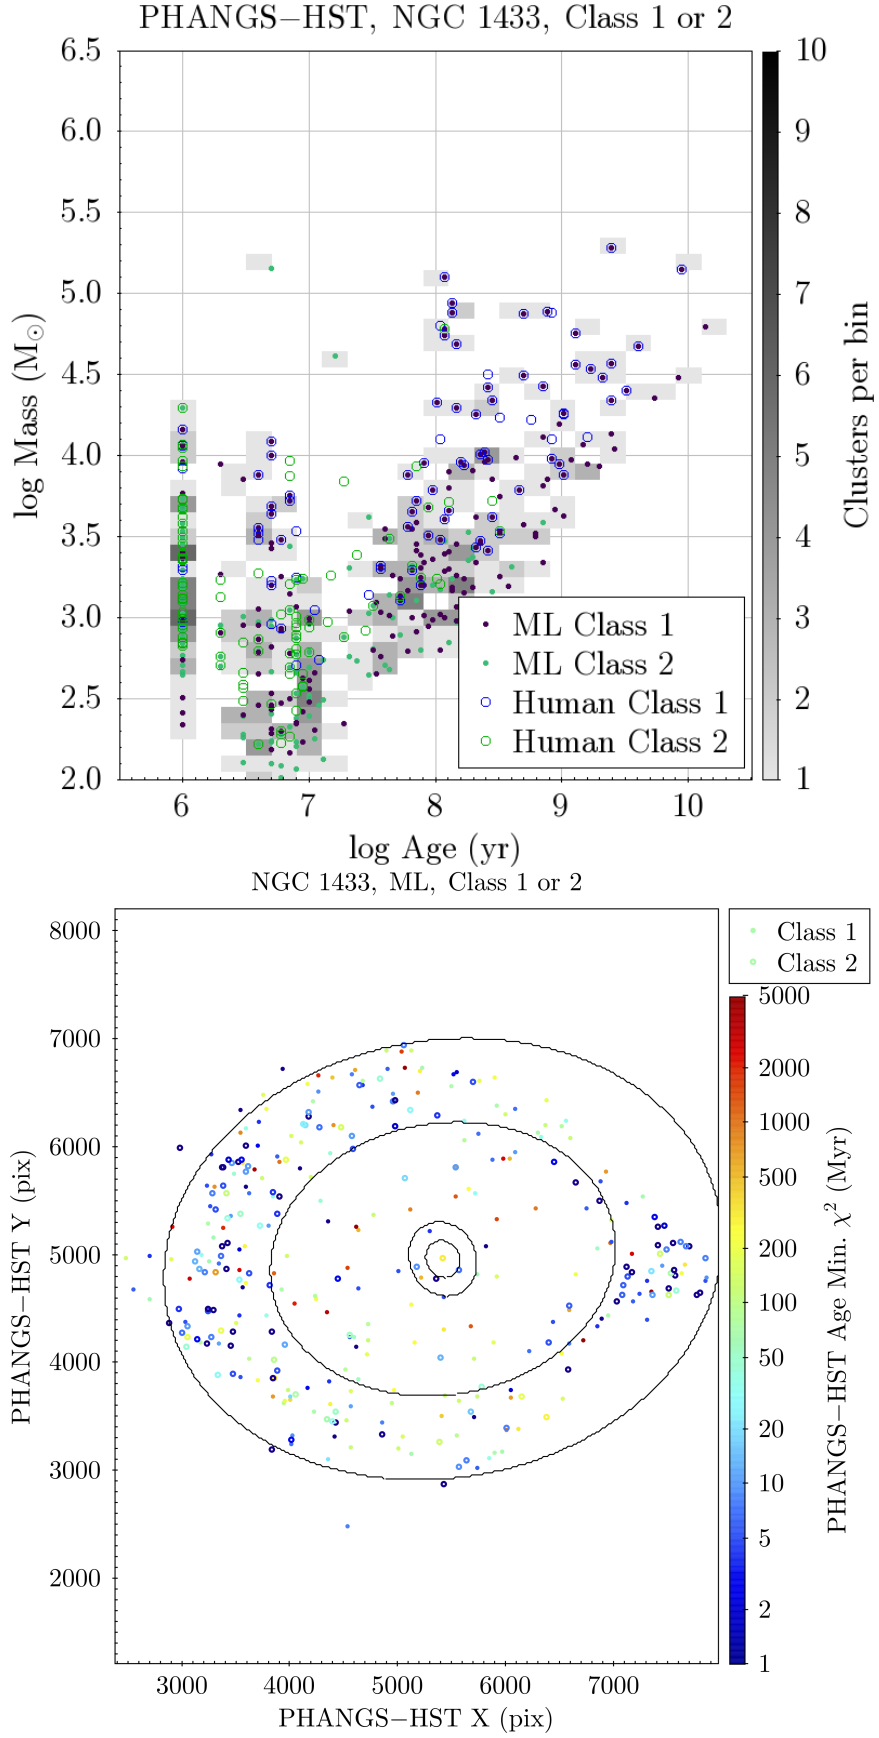 PHANGS−HST, NGC 1433, Class 1 or 2
6.5
6.0
5.5
5.0
4.5
4.0
3.5
3.0
2.5
2.0
log Mass (M⊙)
6 7 8 9 10
log Age (yr)
ML Class 1
ML Class 2
Human Class 1
Human Class 2
10
9
8
7
6
5
4
3
2
1
Clusters per bin
NGC 1433, ML, Class 1 or 2
8000
7000
6000
5000
4000
3000
2000
PHANGS−HST Y (pix)
3000 4000 5000 6000 7000
PHANGS−HST X (pix)
Class 1
Class 2
5000
2000
1000
500
200
100
50
20
10
5
2
1
PHANGS−HST Age Min. χ² (Myr)